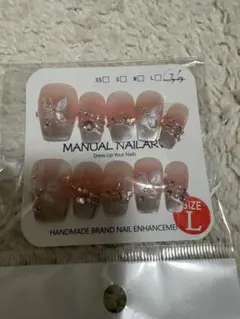 XS S M L
MANUAL NAILART
Dress Up Your Nails
SIZE
L
HANDMADE BRAND NAIL ENHANCEMENT